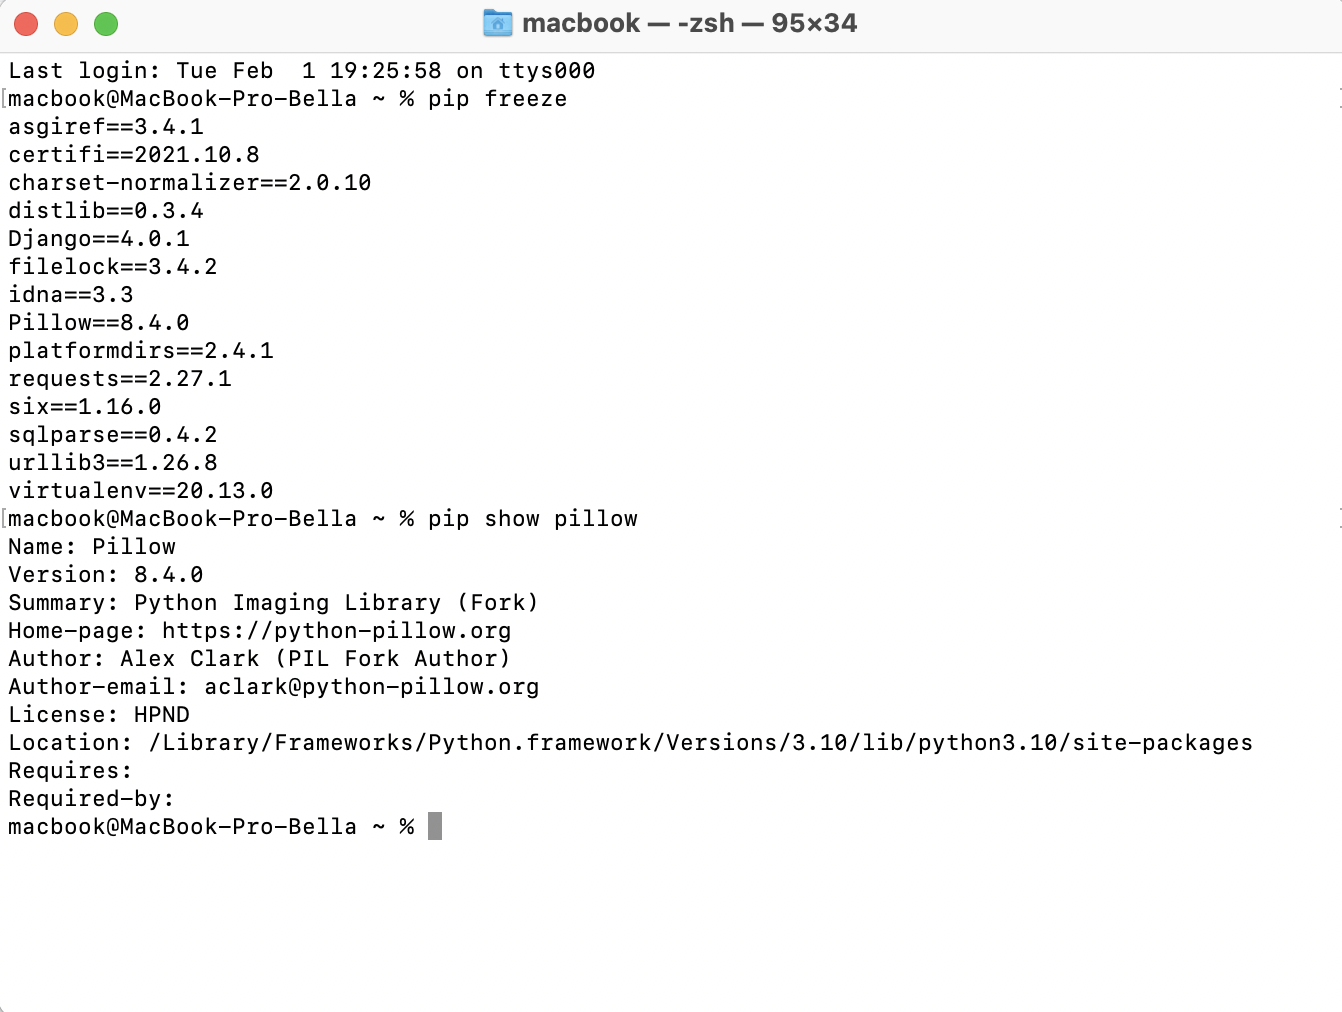 macbook — -zsh — 95×34
Last login: Tue Feb  1 19:25:58 on ttys000
[macbook@MacBook-Pro-Bella ~ % pip freeze ]
asgiref==3.4.1
certifi==2021.10.8
charset-normalizer==2.0.10
distlib==0.3.4
Django==4.0.1
filelock==3.4.2
idna==3.3
Pillow==8.4.0
platformdirs==2.4.1
requests==2.27.1
six==1.16.0
sqlparse==0.4.2
urllib3==1.26.8
virtualenv==20.13.0
[macbook@MacBook-Pro-Bella ~ % pip show pillow ]
Name: Pillow
Version: 8.4.0
Summary: Python Imaging Library (Fork)
Home-page: https://python-pillow.org
Author: Alex Clark (PIL Fork Author)
Author-email: aclark@python-pillow.org
License: HPND
Location: /Library/Frameworks/Python.framework/Versions/3.10/lib/python3.10/site-packages
Requires:
Required-by:
macbook@MacBook-Pro-Bella ~ %